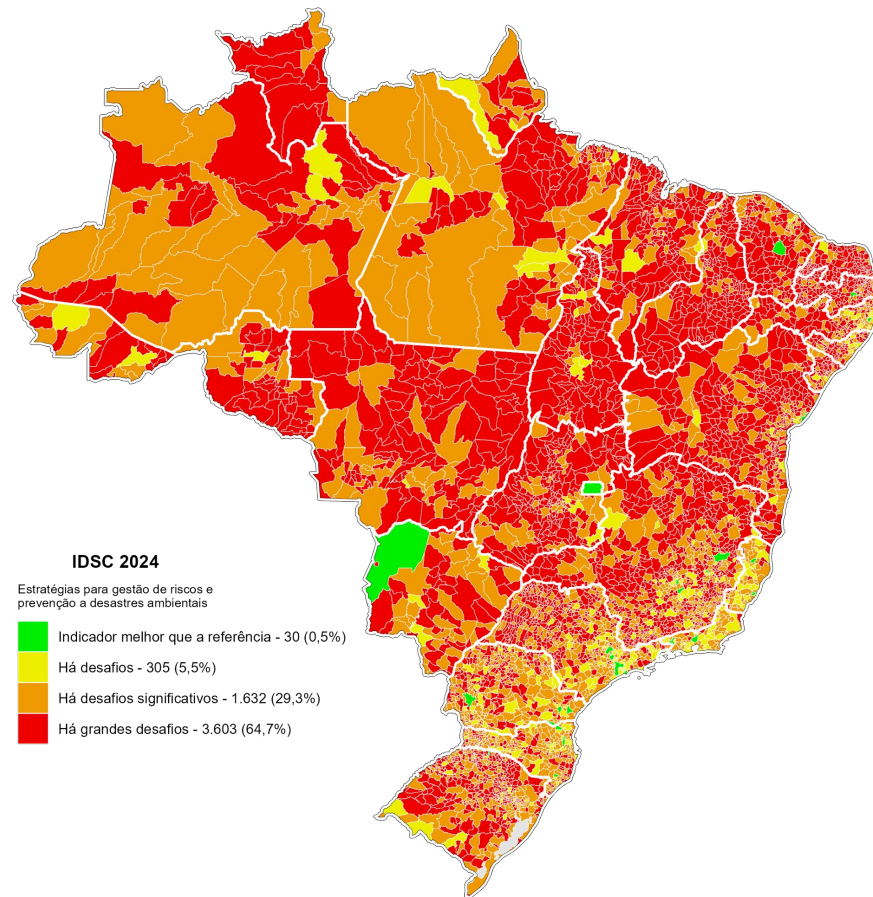 IDSC 2024
Estratégias para gestão de riscos e
prevenção a desastres ambientais
Indicador melhor que a referência - 30 (0,5%)
Há desafios - 305 (5,5%)
Há desafios significativos - 1.632 (29,3%)
Há grandes desafios - 3.603 (64,7%)